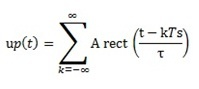 up(t) = ∑_{k=-∞}^{∞} A rect ((t - kTs)/τ)